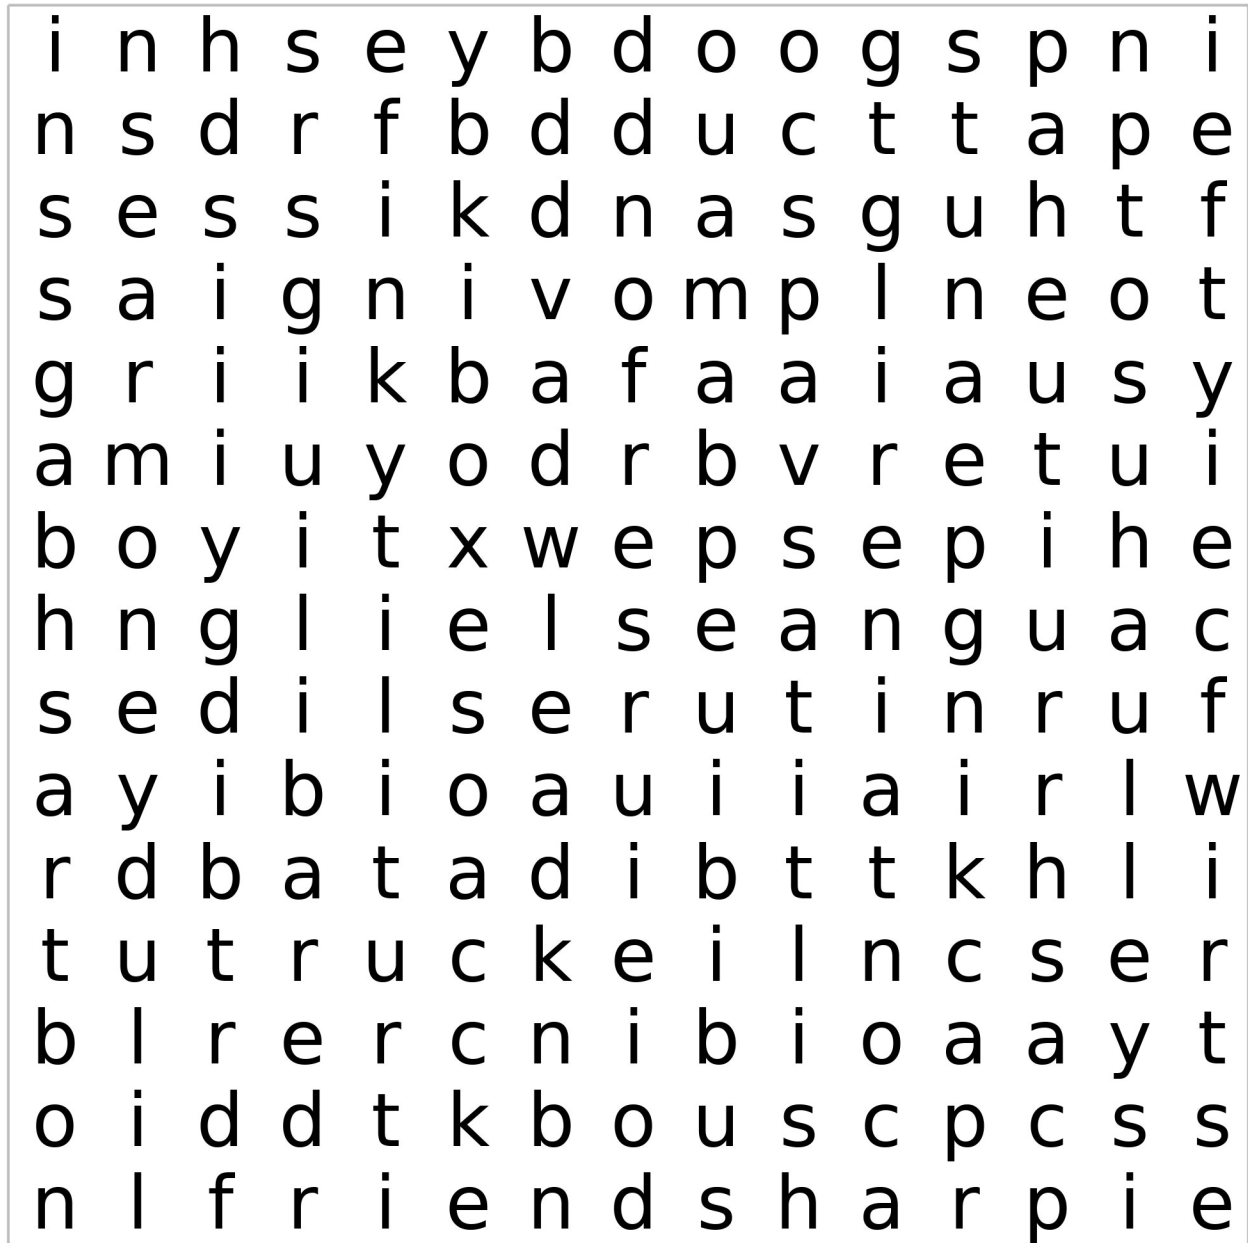 i n h s e y b d o o g s p n i
n s d r f b d d u c t t a p e
s e s s i k d n a s g u h t f
s a i g n i v o m p l n e o t
g r i i k b a f a a i a u s y
a m i u y o d r b v r e t u i
b o y i t x w e p s e p i h e
h n g l i e l s e a n g u a c
s e d i l s e r u t i n r u f
a y i b i o a u i i a i r l w
r d b a t a d i b t t k h l i
t u t r u c k e i l n c s e r
b l r e r c n i b i o a a y t
o i d d t k b o u s c p c s s
n l f r i e n d s h a r p i e